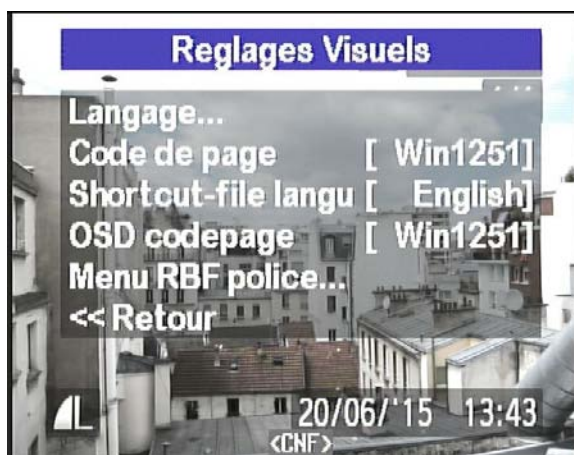 Reglages Visuels
...
Langage...
Code de page [ Win1251]
Shortcut-file langu [ English]
OSD codepage [ Win1251]
Menu RBF police...
<< Retour
L 20/06/'15 13:43
<CNF>